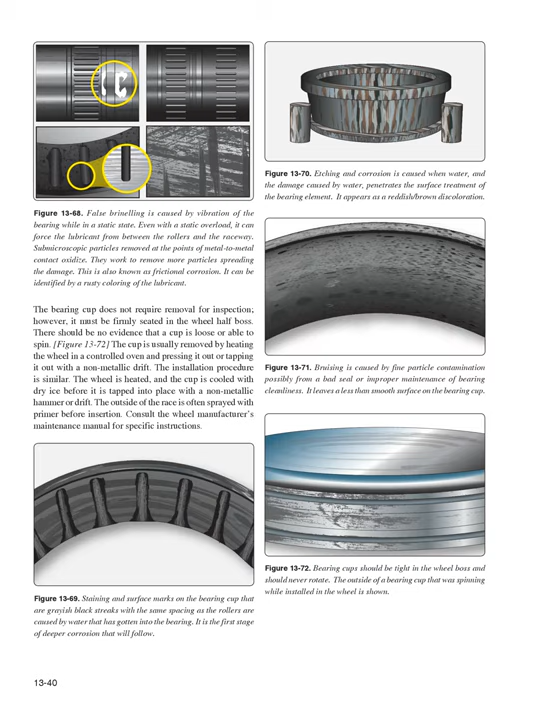 Figure 13-68. False brinelling is caused by vibration of the
bearing while in a static state. Even with a static overload, it can
force the lubricant from between the rollers and the raceway.
Submicroscopic particles removed at the points of metal-to-metal
contact oxidize. They work to remove more particles spreading
the damage. This is also known as frictional corrosion. It can be
identified by a rusty coloring of the lubricant.
The bearing cup does not require removal for inspection;
however, it must be firmly seated in the wheel half boss.
There should be no evidence that a cup is loose or able to
spin. [Figure 13-72] The cup is usually removed by heating
the wheel in a controlled oven and pressing it out or tapping
it out with a non-metallic drift. The installation procedure
is similar. The wheel is heated, and the cup is cooled with
dry ice before it is tapped into place with a non-metallic
hammer or drift. The outside of the race is often sprayed with
primer before insertion. Consult the wheel manufacturer's
maintenance manual for specific instructions.
Figure 13-69. Staining and surface marks on the bearing cup that
are grayish black streaks with the same spacing as the rollers are
caused by water that has gotten into the bearing. It is the first stage
of deeper corrosion that will follow.
Figure 13-70. Etching and corrosion is caused when water, and
the damage caused by water, penetrates the surface treatment of
the bearing element. It appears as a reddish/brown discoloration.
Figure 13-71. Bruising is caused by fine particle contamination
possibly from a bad seal or improper maintenance of bearing
cleanliness. It leaves a less than smooth surface on the bearing cup.
Figure 13-72. Bearing cups should be tight in the wheel boss and
should never rotate. The outside of a bearing cup that was spinning
while installed in the wheel is shown.
13-40